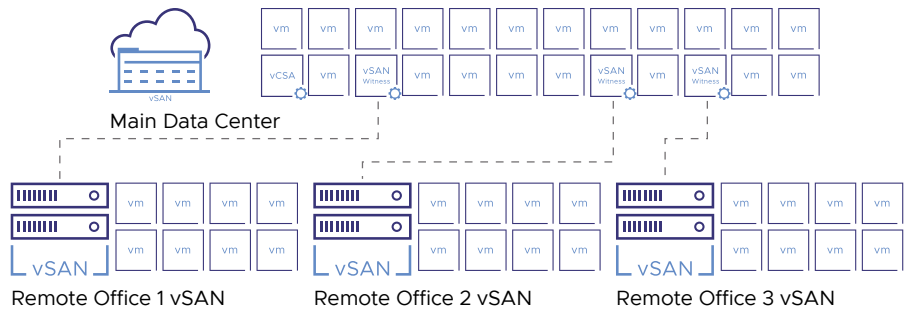 vm vm vm vm vm vm vm vm vm vm vm vm
vCSA vm vSAN vm vm vm vm vSAN vm vSAN vm vm
Witness Witness Witness
vSAN
Main Data Center
vm vm vm vm vm vm vm vm vm vm vm vm
vm vm vm vm vm vm vm vm vm vm vm vm
vSAN vSAN vSAN
Remote Office 1 vSAN Remote Office 2 vSAN Remote Office 3 vSAN